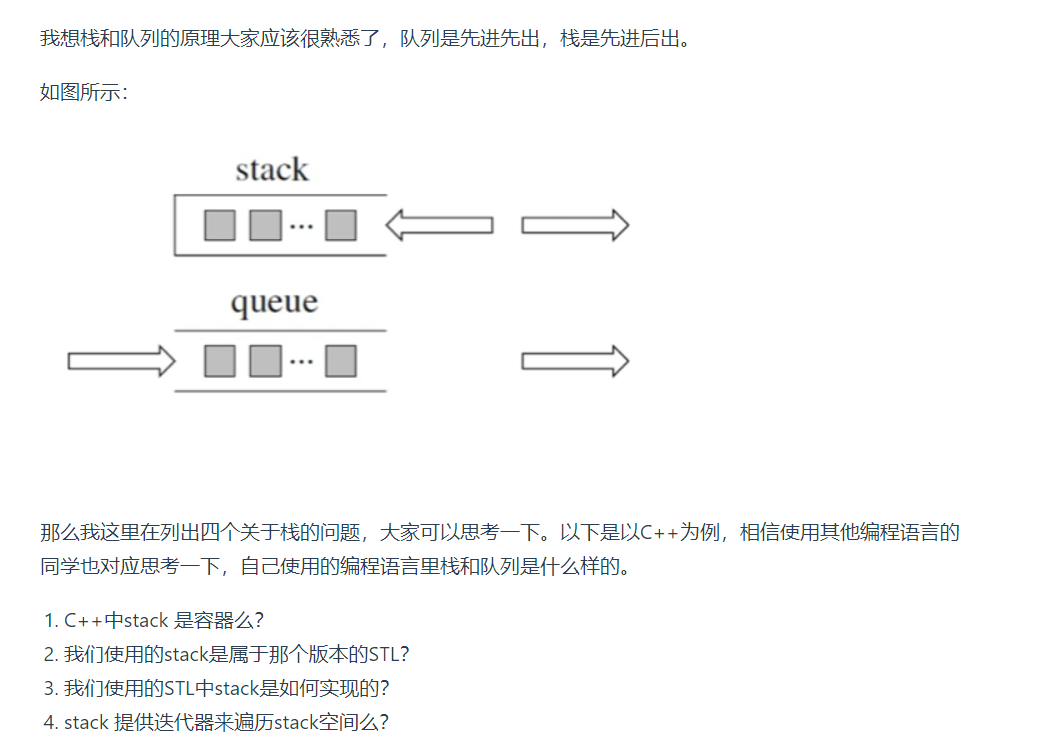 我想栈和队列的原理大家应该很熟悉了，队列是先进先出，栈是先进后出。
如图所示：
stack
...
queue
...
那么我这里在列出四个关于栈的问题，大家可以思考一下。以下是以C++为例，相信使用其他编程语言的
同学也对应思考一下，自己使用的编程语言里栈和队列是什么样的。
1. C++中stack 是容器么？
2. 我们使用的stack是属于那个版本的STL？
3. 我们使用的STL中stack是如何实现的？
4. stack 提供迭代器来遍历stack空间么？